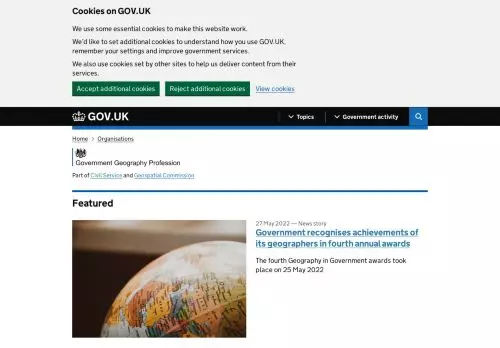 Cookies on GOV.UK
We use some essential cookies to make this website work.
We'd like to set additional cookies to understand how you use GOV.UK,
remember your settings and improve government services.
We also use cookies set by other sites to help us deliver content from their
services.
Accept additional cookies
Reject additional cookies
View cookies
GOV.UK
Topics
Government activity
Home > Organisations
Government Geography Profession
Part of Civil Service and Geospatial Commission
Featured
27 May 2022 — News story
Government recognises achievements of
its geographers in fourth annual awards
The fourth Geography in Government awards took
place on 25 May 2022